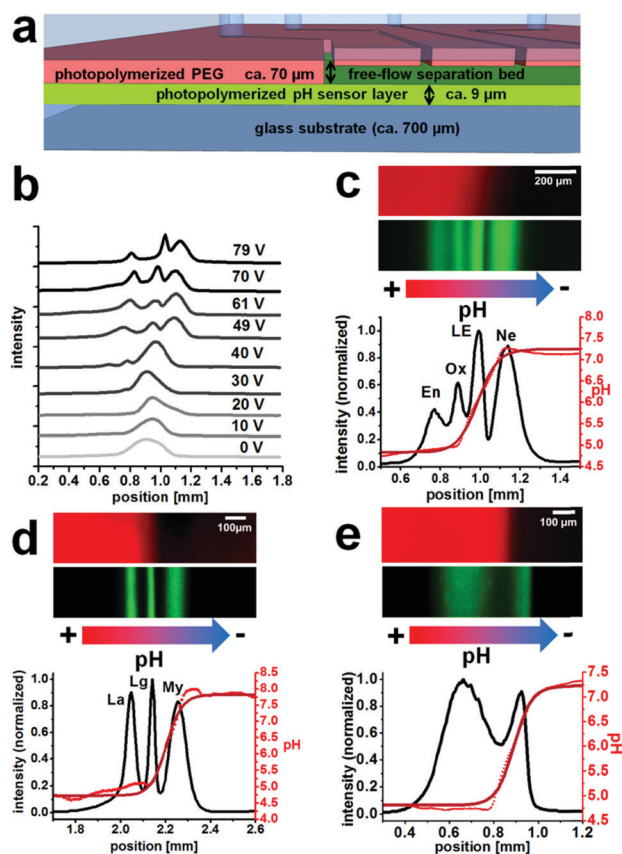 a
photopolymerized PEG ca. 70 µm free-flow separation bed
photopolymerized pH sensor layer ca. 9 µm
glass substrate (ca. 700 µm)
b
79 V
70 V
61 V
49 V
40 V
30 V
20 V
10 V
0 V
intensity
0.0 0.2 0.4 0.6 0.8 1.0 1.2 1.4 1.6 1.8
position [mm]
c
200 µm
+ -
pH
intensity (normalized)
1.0
0.8
0.6
0.4
0.2
0.0
En Ox LE Ne
7.5
7.0
6.5
6.0
5.5
5.0
4.5
pH
0.6 0.8 1.0 1.2 1.4
position [mm]
d
100µm
+ -
pH
intensity (normalized)
1.0
0.8
0.6
0.4
0.2
0.0
La Lg My
8.5
8.0
7.5
7.0
6.5
6.0
5.5
5.0
4.5
4.0
pH
1.8 2.0 2.2 2.4 2.6
position [mm]
e
100 µm
+ -
pH
intensity (normalized)
1.0
0.8
0.6
0.4
0.2
0.0
7.5
7.0
6.5
6.0
5.5
5.0
4.5
pH
0.4 0.6 0.8 1.0 1.2
position [mm]